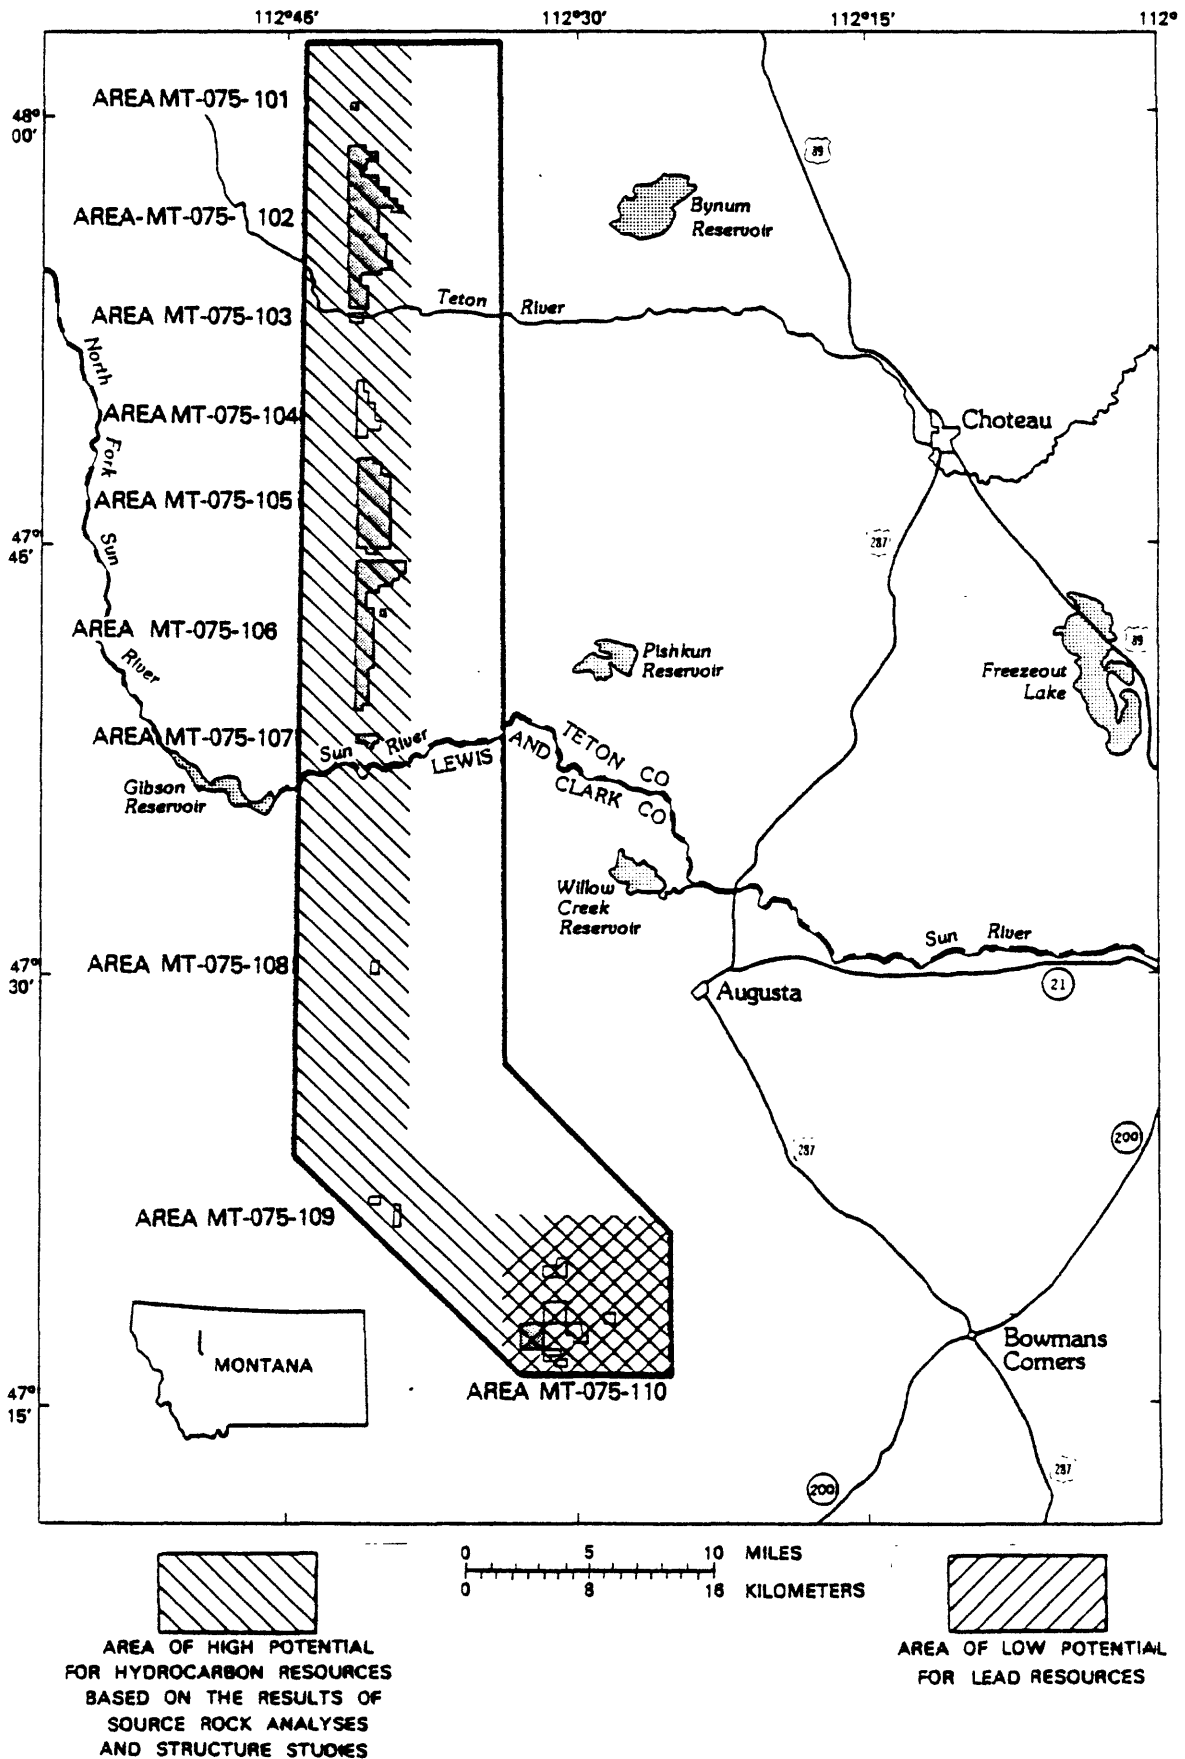 112°45'
112°30'
112°15'
112°
48°
00'
AREA MT-075-101
89
AREA-MT-075- 102
Bynum
Reservoir
AREA MT-075-103
Teton River
North
Fork
Sun
River
AREA MT-075-104
Choteau
AREA MT-075-105
287
47°
45'
AREA MT-075-106
Pishkun
Reservoir
89
Freezeout
Lake
AREA MT-075-107
Sun River
LEWIS AND CLARK CO
TETON CO
Gibson
Reservoir
Willow
Creek
Reservoir
Sun River
AREA MT-075-108
47°
30'
Augusta
21
287
200
AREA MT-075-109
MONTANA
Bowmans
Corners
AREA MT-075-110
47°
15'
287
200
0 5 10 MILES
0 8 16 KILOMETERS
AREA OF HIGH POTENTIAL
FOR HYDROCARBON RESOURCES
BASED ON THE RESULTS OF
SOURCE ROCK ANALYSES
AND STRUCTURE STUDIES
AREA OF LOW POTENTIAL
FOR LEAD RESOURCES